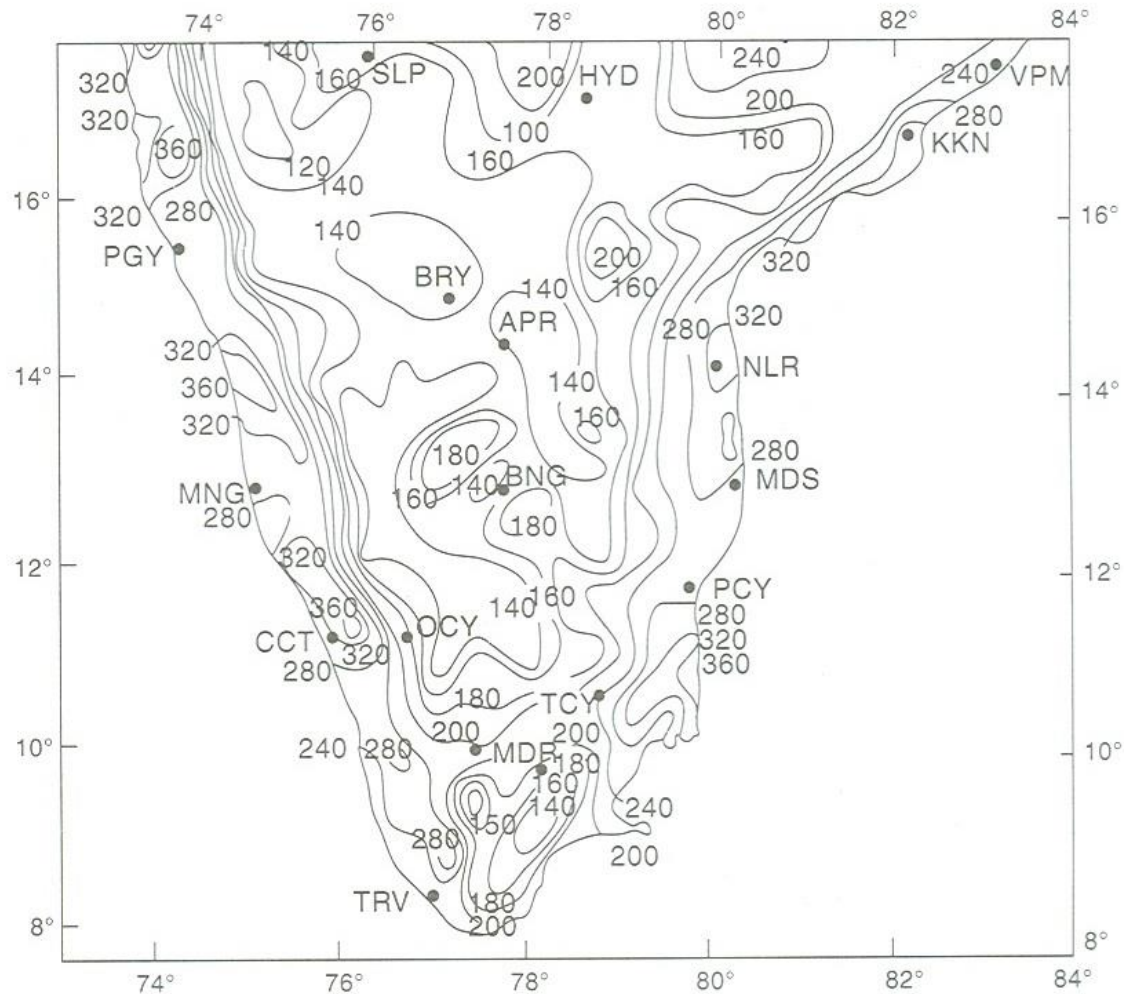 74° 76° 78° 80° 82° 84°
140 240
320 160 SLP 200 HYD 240 VPM
320 200 280
360 100 160 KKN
120 160
140
16°
320 280 16°
140
PGY 200
BRY 160 320
140
APR 280 320
320
NLR
14° 360 140 14°
320 160
180 280
MNG 140 BNG MDS
160
280 180
12° 320 12°
160 PCY
360 140 280
CCT OCY 320
320 360
280
180 TCY
200 200
10° 240 280 MDR 180 10°
160
140 240
150
280
200
TRV 180
8° 200 8°
74° 76° 78° 80° 82° 84°